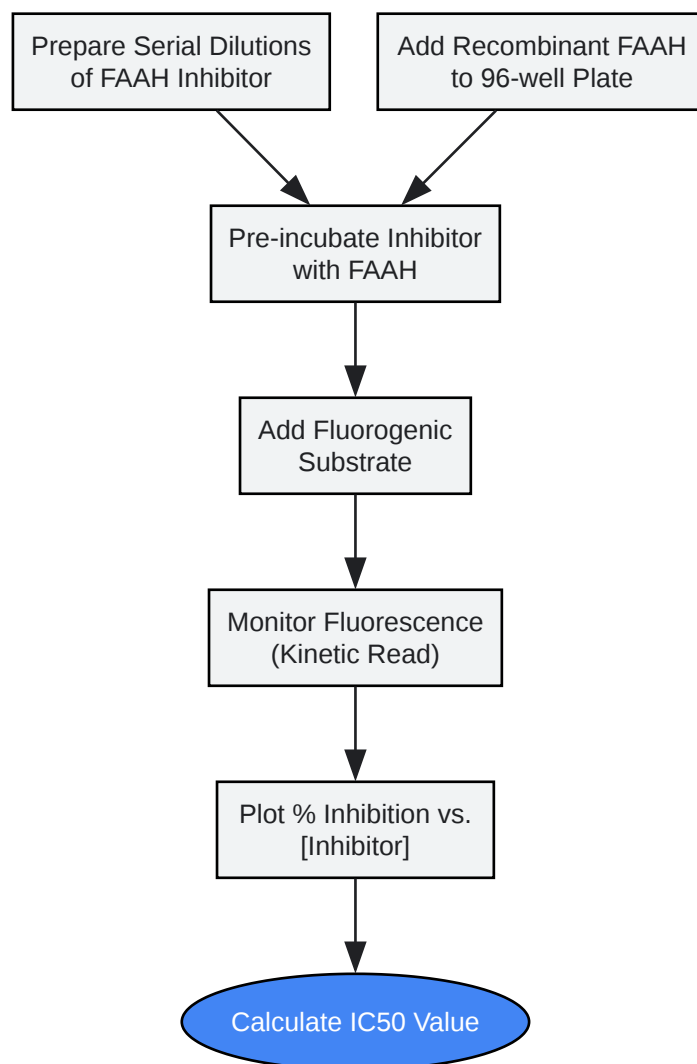 Prepare Serial Dilutions
of FAAH Inhibitor
Add Recombinant FAAH
to 96-well Plate
Pre-incubate Inhibitor
with FAAH
Add Fluorogenic
Substrate
Monitor Fluorescence
(Kinetic Read)
Plot % Inhibition vs.
[Inhibitor]
Calculate IC50 Value